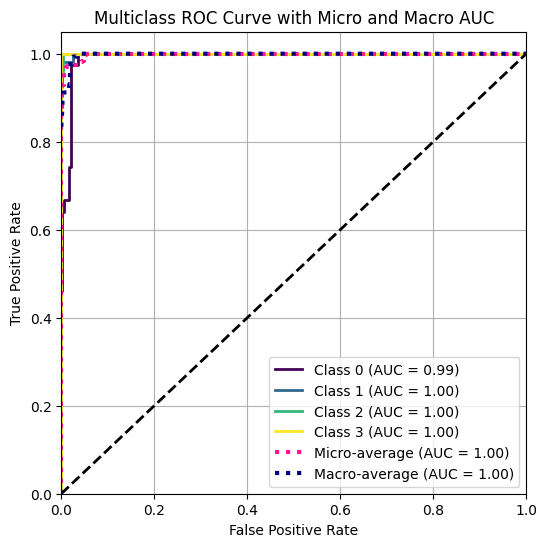 Multiclass ROC Curve with Micro and Macro AUC
True Positive Rate
1.0
0.8
0.6
0.4
0.2
0.0
Class 0 (AUC = 0.99)
Class 1 (AUC = 1.00)
Class 2 (AUC = 1.00)
Class 3 (AUC = 1.00)
Micro-average (AUC = 1.00)
Macro-average (AUC = 1.00)
0.0 0.2 0.4 0.6 0.8 1.0
False Positive Rate